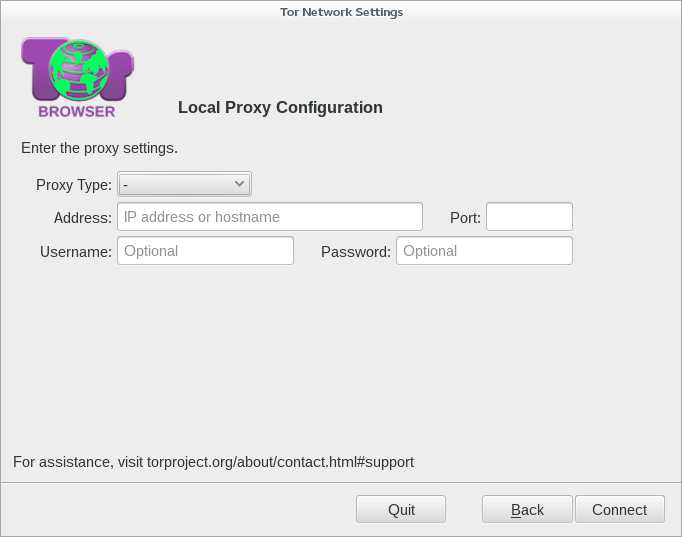 Tor Network Settings
Tor
BROWSER
Local Proxy Configuration
Enter the proxy settings.
Proxy Type: -
Address: IP address or hostname Port:
Username: Optional Password: Optional
For assistance, visit torproject.org/about/contact.html#support
Quit Back Connect